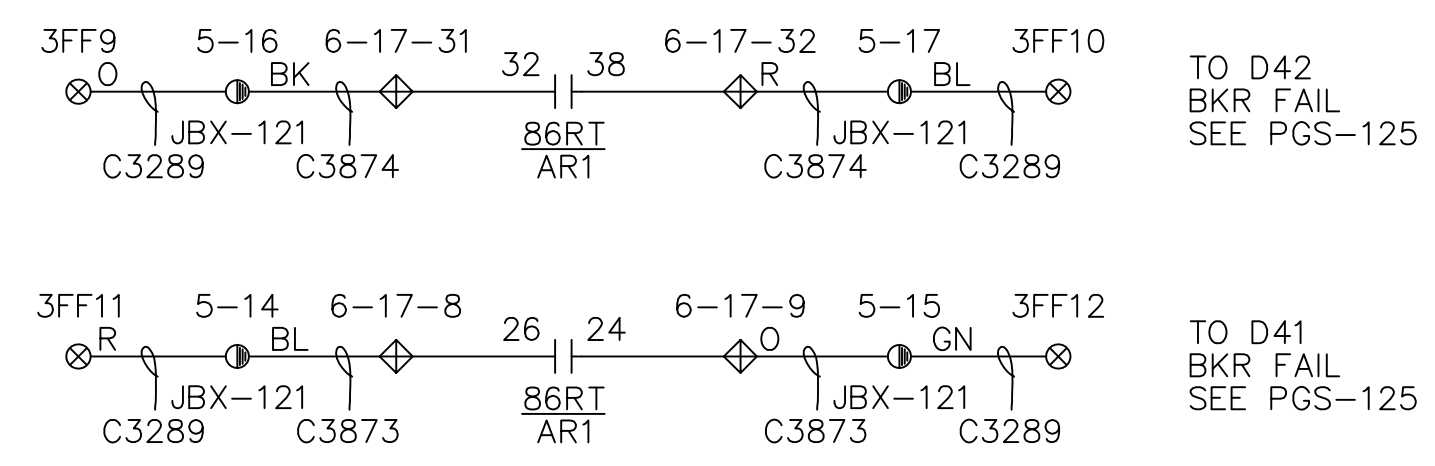 3FF9 5-16 6-17-31 6-17-32 5-17 3FF10
O BK 32 38 R BL
TO D42
BKR FAIL
SEE PGS-125
JBX-121 86RT JBX-121
C3289 C3874 AR1 C3874 C3289
3FF11 5-14 6-17-8 6-17-9 5-15 3FF12
R BL 26 24 O GN
TO D41
BKR FAIL
SEE PGS-125
JBX-121 86RT JBX-121
C3289 C3873 AR1 C3873 C3289